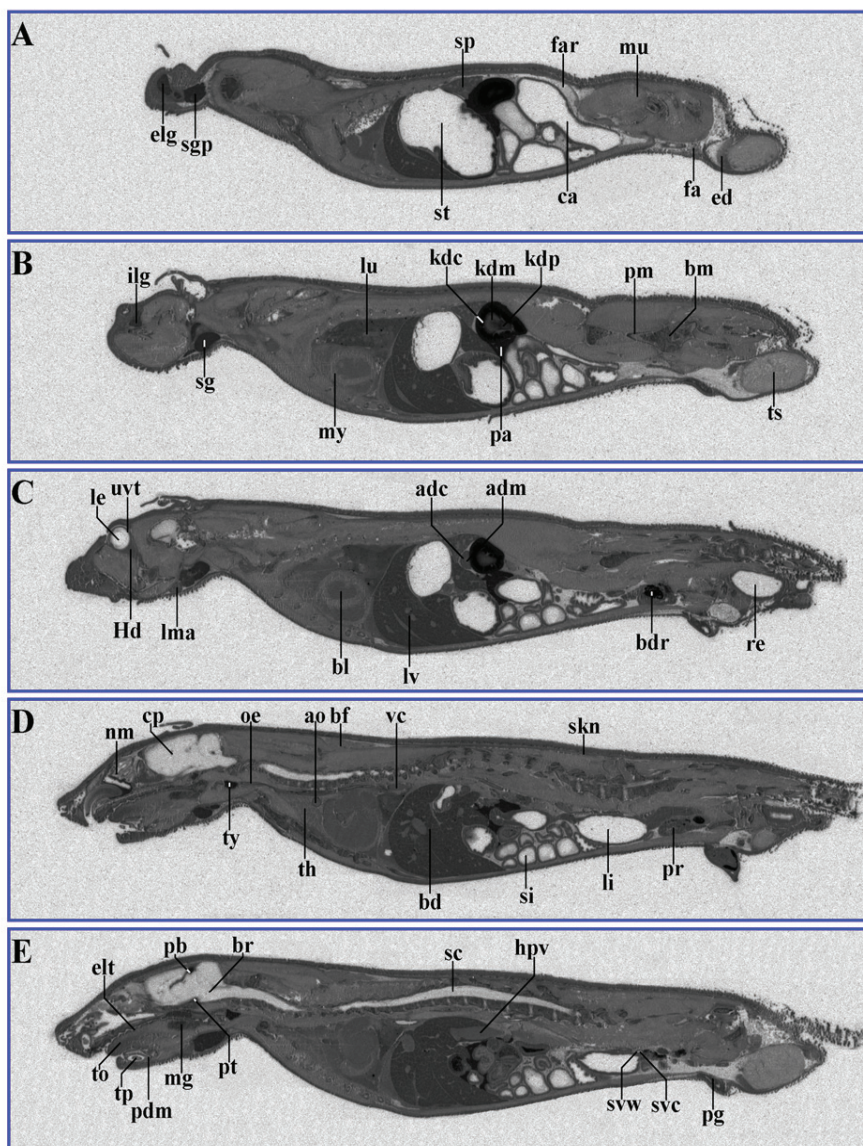 A
sp far mu
elg sgp
st ca fa ed
B
ilg lu kdc kdm kdp pm bm
sg
my pa ts
C
le uvt adc adm
Hd lma
bl lv bdr re
D
nm cp oe ao bf vc skn
ty
th bd si li pr
E
elt pb br sc hpv
to tp pdm mg pt
svw svc pg